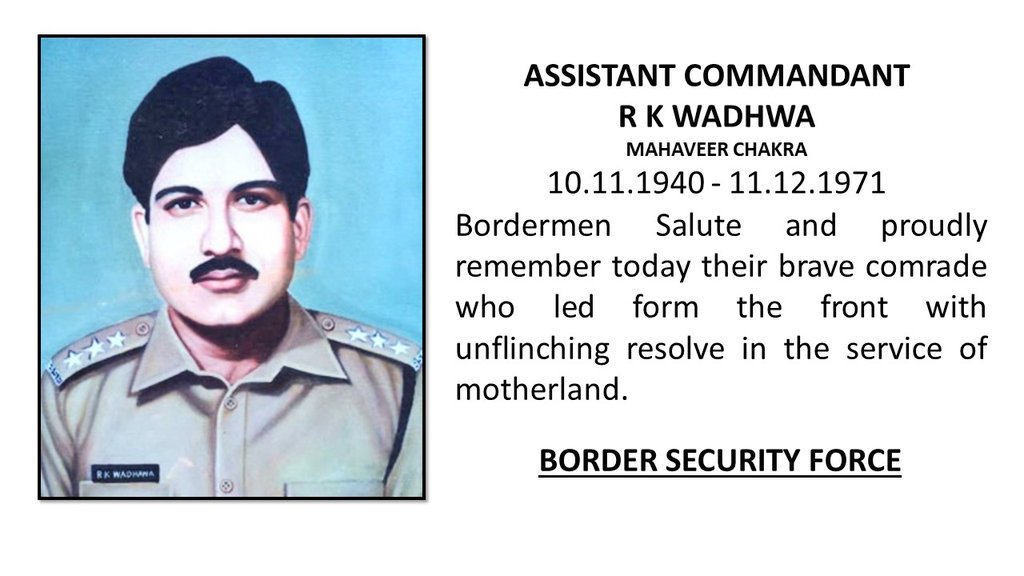 ASSISTANT COMMANDANT
R K WADHWA
MAHAVEER CHAKRA
10.11.1940 - 11.12.1971
Bordermen Salute and proudly
remember today their brave comrade
who led form the front with
unflinching resolve in the service of
motherland.
BORDER SECURITY FORCE
R K WADHAWA